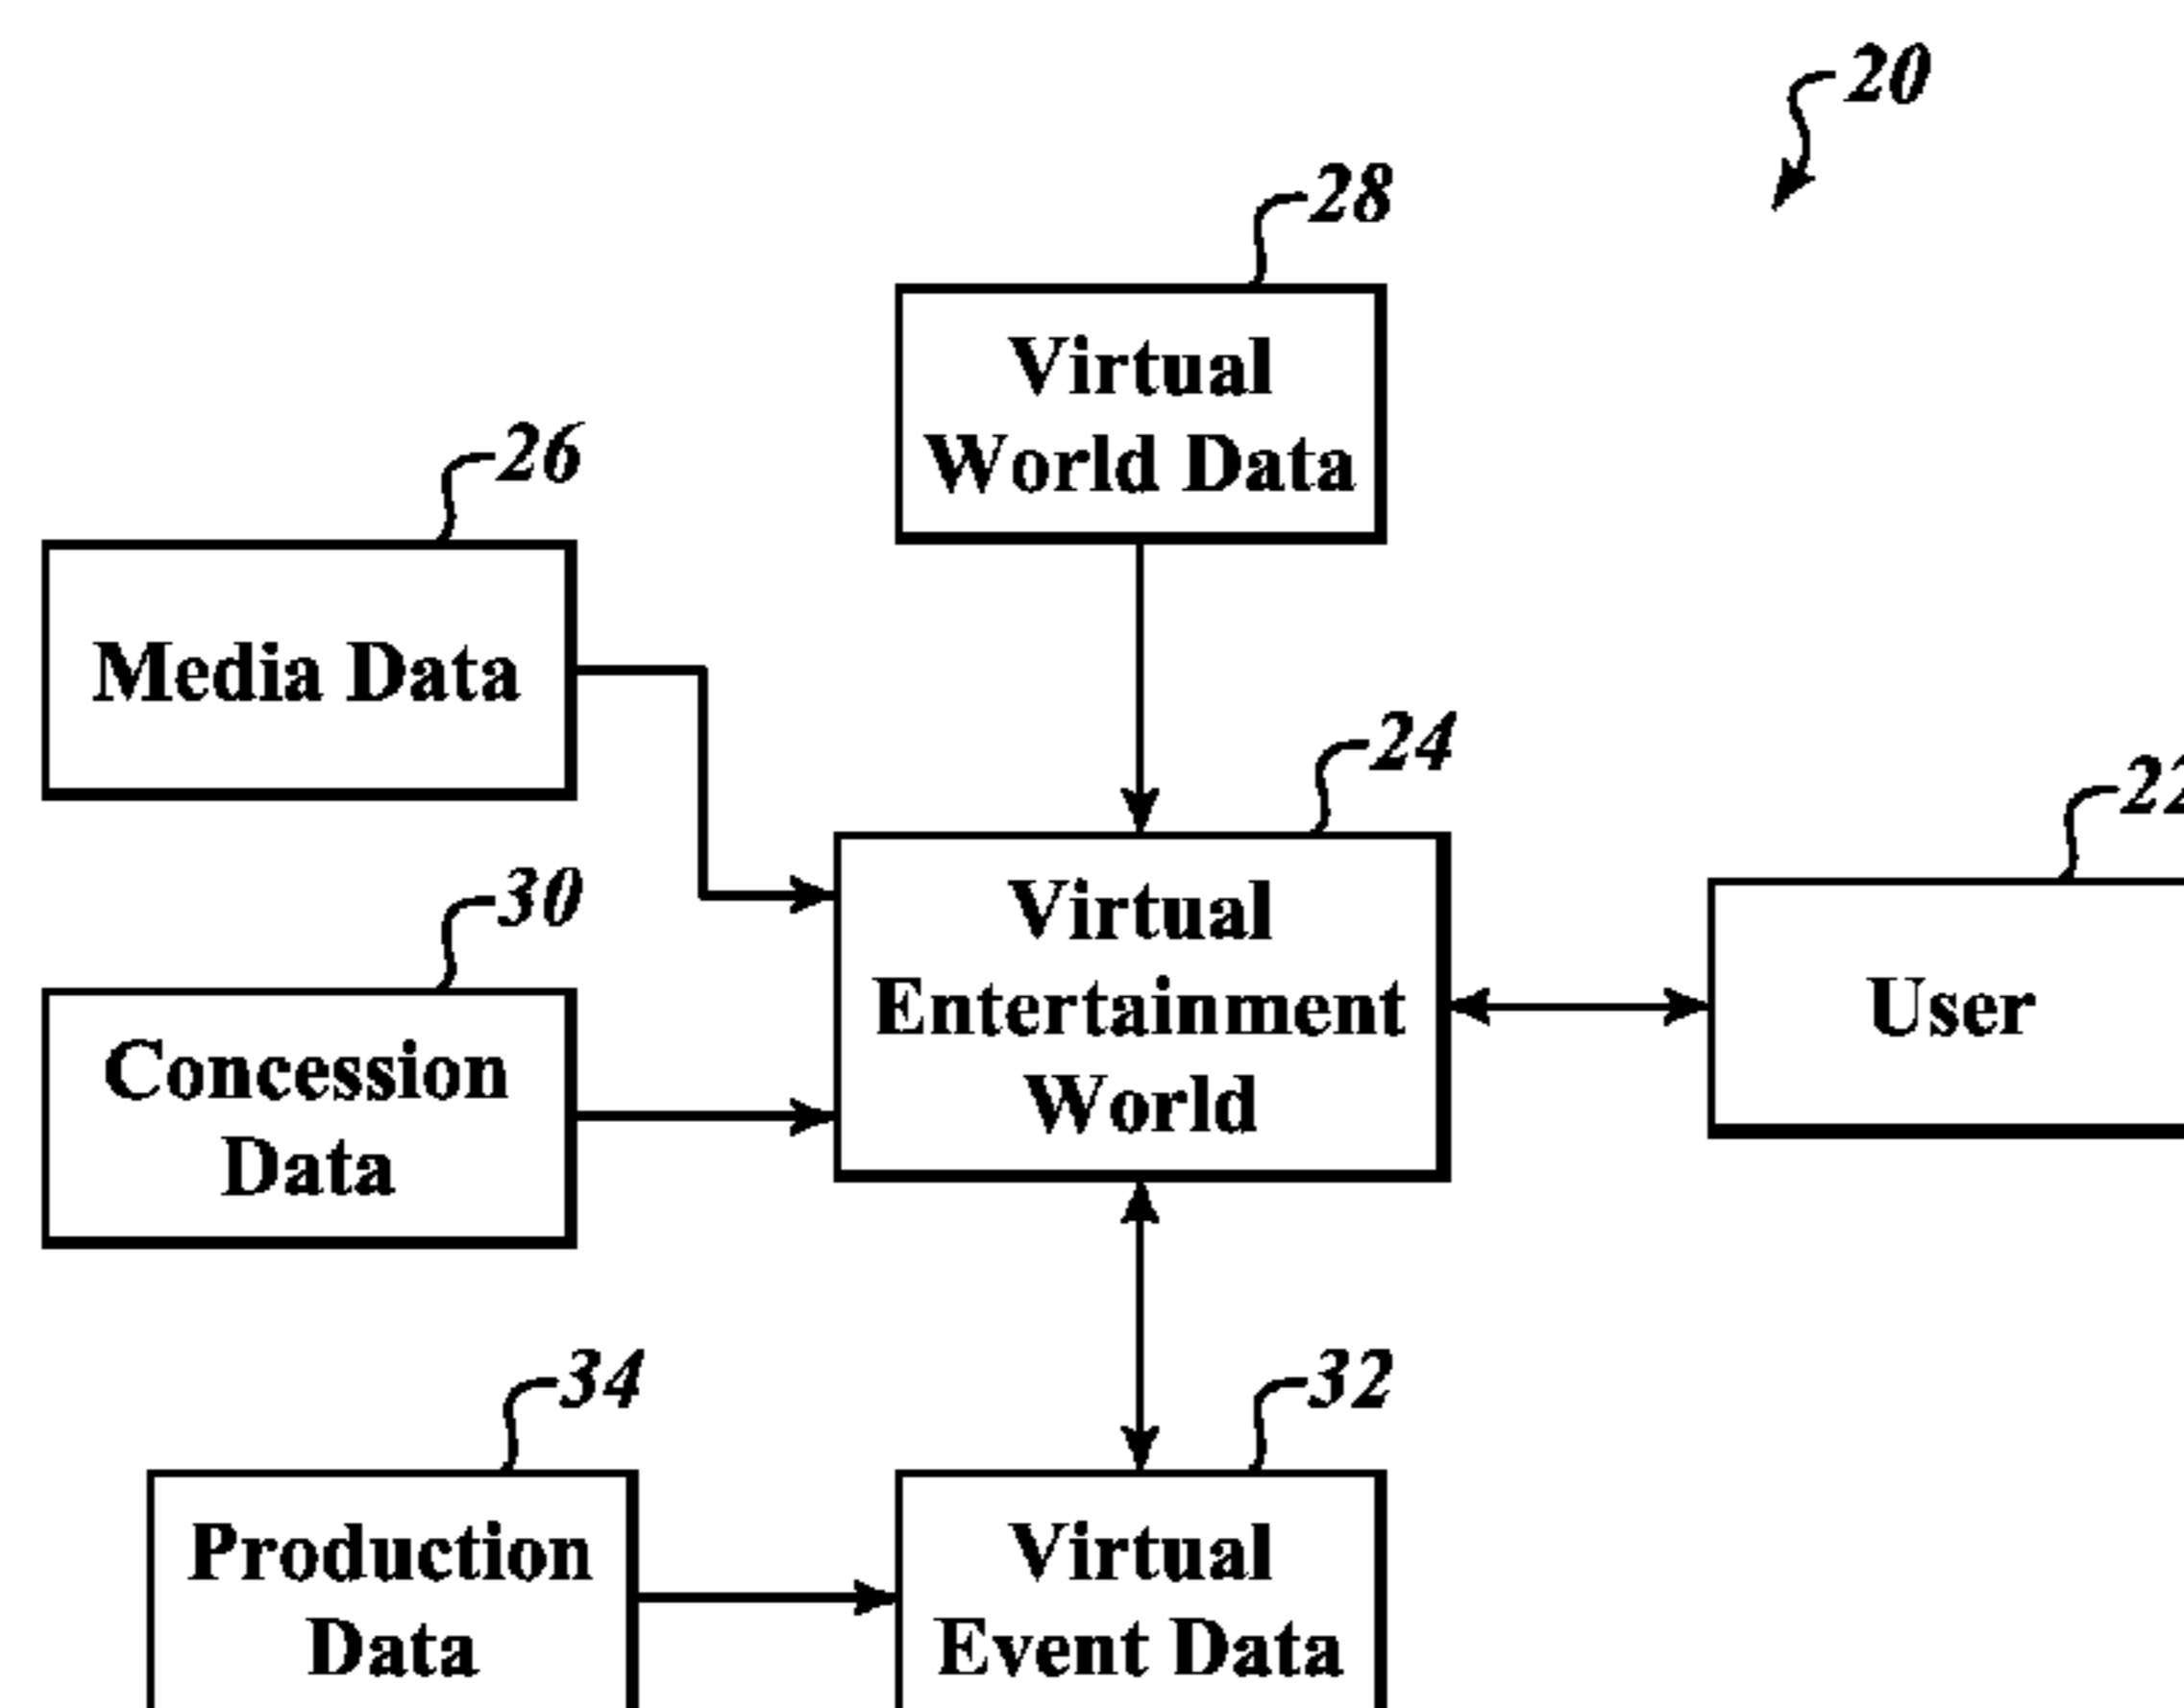 20
28
Virtual
World Data
26
Media Data
24
Virtual
Entertainment
World
22
User
30
Concession
Data
34
Production
Data
32
Virtual
Event Data